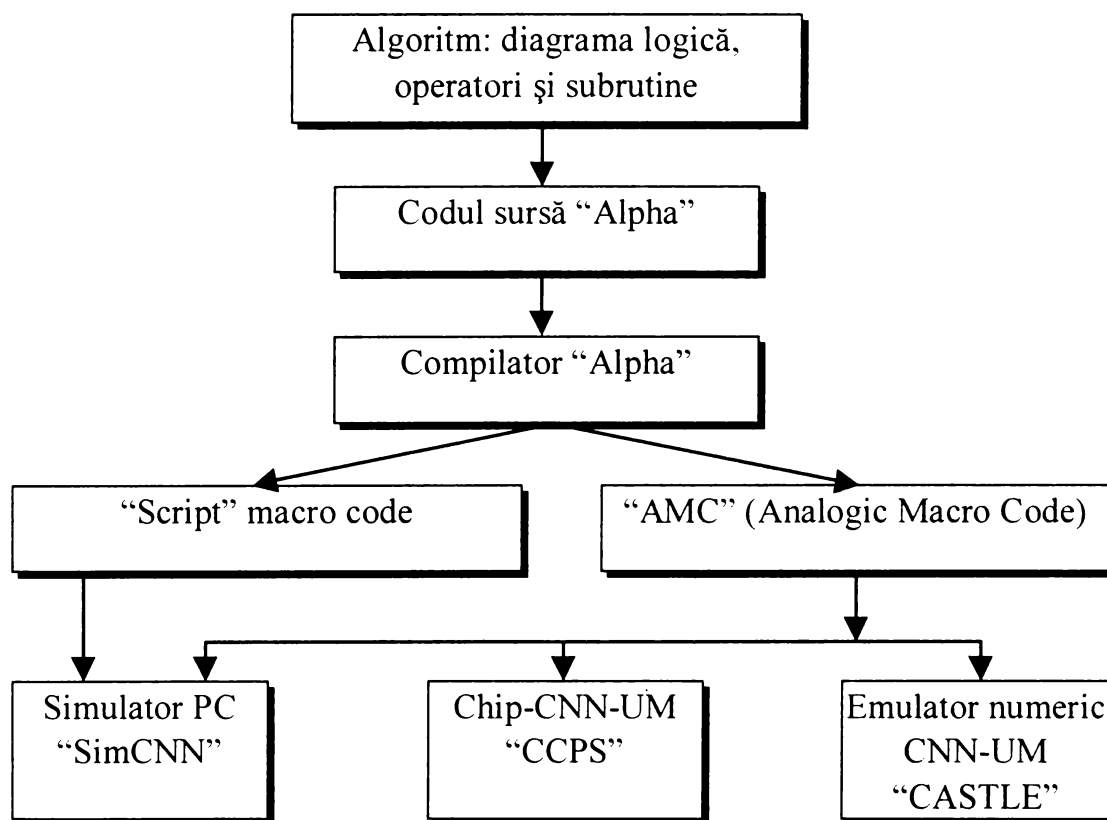 Algoritm: diagrama logică,
operatori şi subrutine
Codul sursă “Alpha”
Compilator “Alpha”
“Script” macro code
“AMC” (Analogic Macro Code)
Simulator PC
“SimCNN”
Chip-CNN-UM
“CCPS”
Emulator numeric
CNN-UM
“CASTLE”